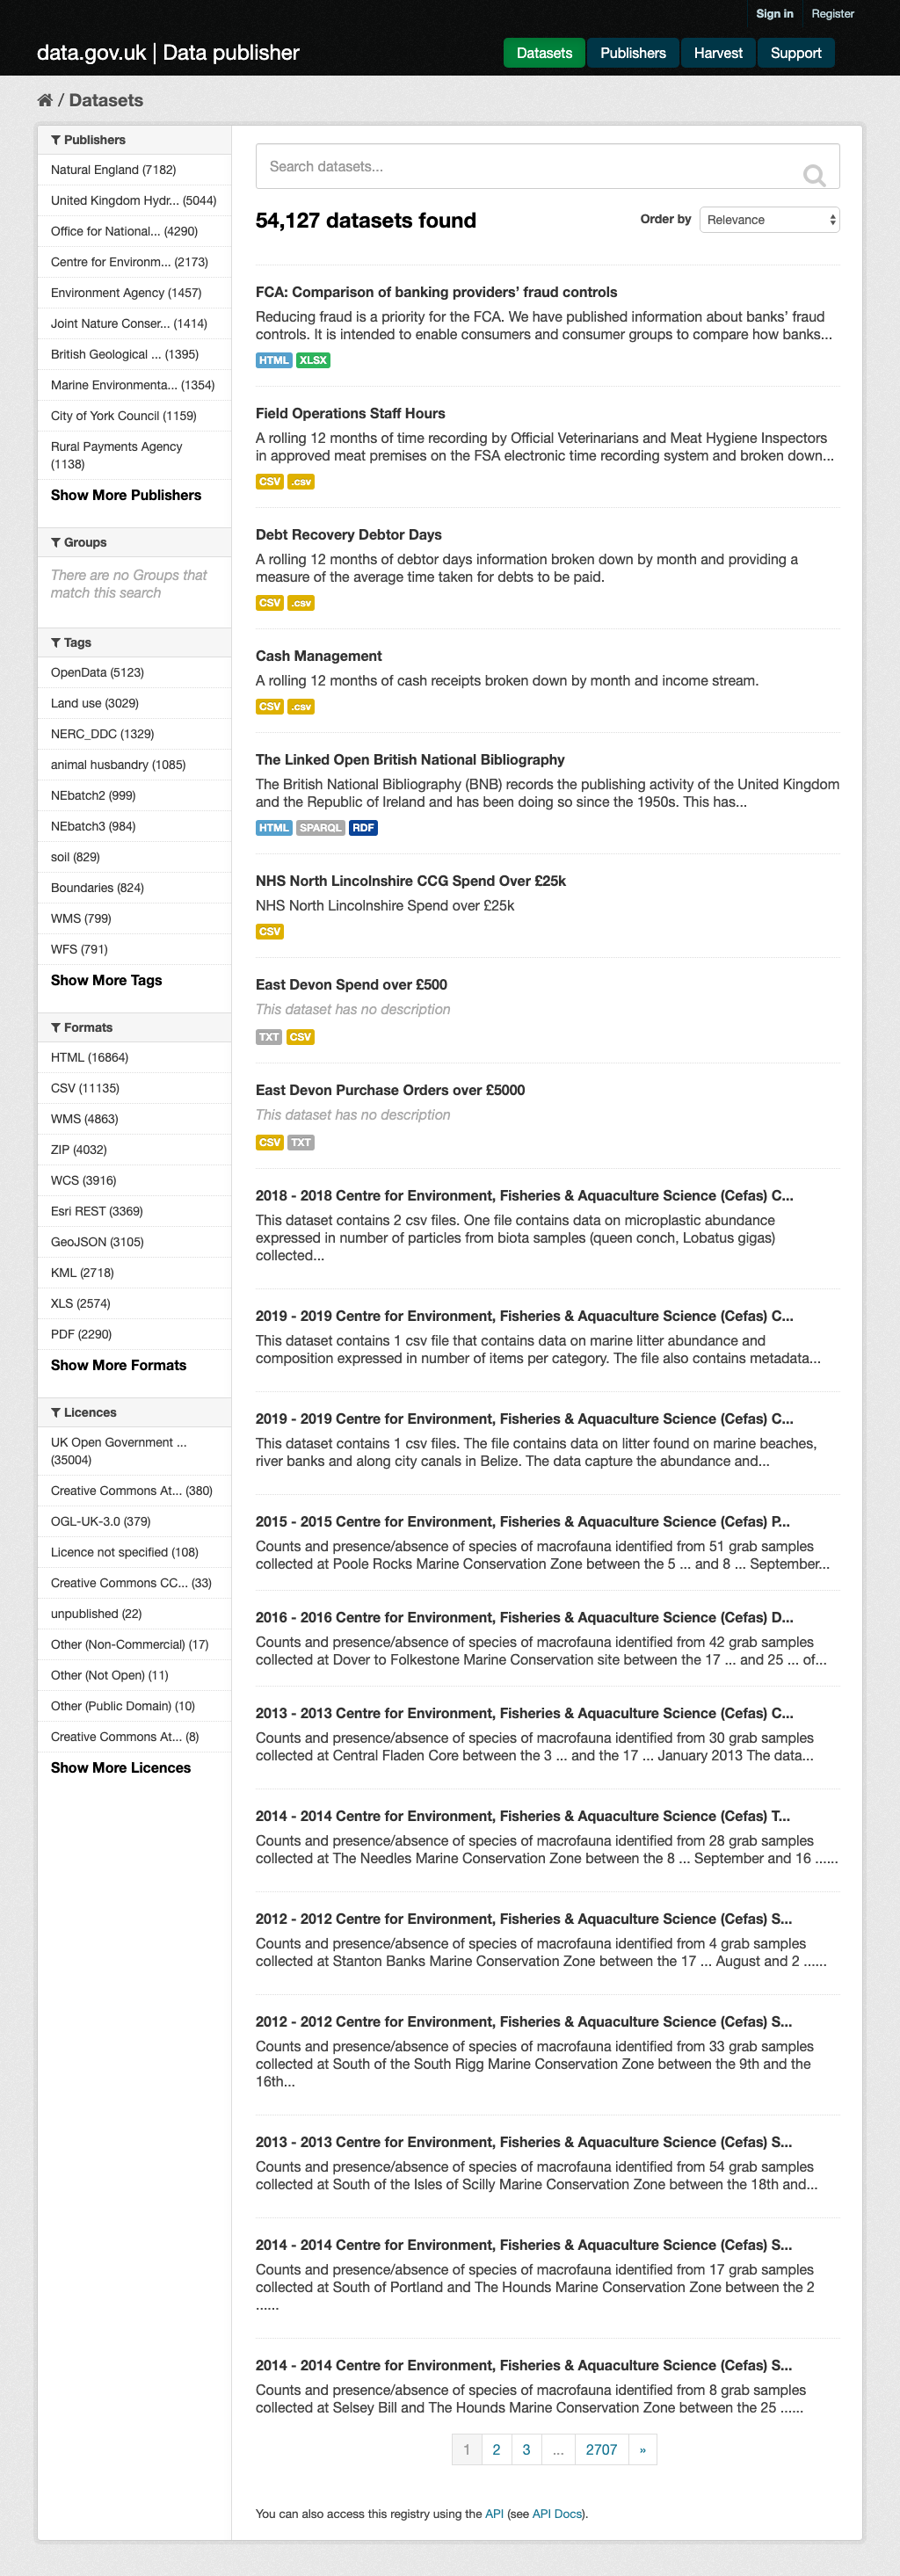 Sign in Register
data.gov.uk | Data publisher
Datasets Publishers Harvest Support
/ Datasets
Publishers
Natural England (7182)
United Kingdom Hydr... (5044)
Office for National... (4290)
Centre for Environm... (2173)
Environment Agency (1457)
Joint Nature Conser... (1414)
British Geological ... (1395)
Marine Environmenta... (1354)
City of York Council (1159)
Rural Payments Agency
(1138)
Show More Publishers
Groups
There are no Groups that
match this search
Tags
OpenData (5123)
Land use (3029)
NERC_DDC (1329)
animal husbandry (1085)
NEbatch2 (999)
NEbatch3 (984)
soil (829)
Boundaries (824)
WMS (799)
WFS (791)
Show More Tags
Formats
HTML (16864)
CSV (11135)
WMS (4863)
ZIP (4032)
WCS (3916)
Esri REST (3369)
GeoJSON (3105)
KML (2718)
XLS (2574)
PDF (2290)
Show More Formats
Licences
UK Open Government ...
(35004)
Creative Commons At... (380)
OGL-UK-3.0 (379)
Licence not specified (108)
Creative Commons CC... (33)
unpublished (22)
Other (Non-Commercial) (17)
Other (Not Open) (11)
Other (Public Domain) (10)
Creative Commons At... (8)
Show More Licences
Search datasets...
54,127 datasets found
Order by Relevance
FCA: Comparison of banking providers’ fraud controls
Reducing fraud is a priority for the FCA. We have published information about banks’ fraud
controls. It is intended to enable consumers and consumer groups to compare how banks...
HTML XLSX
Field Operations Staff Hours
A rolling 12 months of time recording by Official Veterinarians and Meat Hygiene Inspectors
in approved meat premises on the FSA electronic time recording system and broken down...
CSV .csv
Debt Recovery Debtor Days
A rolling 12 months of debtor days information broken down by month and providing a
measure of the average time taken for debts to be paid.
CSV .csv
Cash Management
A rolling 12 months of cash receipts broken down by month and income stream.
CSV .csv
The Linked Open British National Bibliography
The British National Bibliography (BNB) records the publishing activity of the United Kingdom
and the Republic of Ireland and has been doing so since the 1950s. This has...
HTML SPARQL RDF
NHS North Lincolnshire CCG Spend Over £25k
NHS North Lincolnshire Spend over £25k
CSV
East Devon Spend over £500
This dataset has no description
TXT CSV
East Devon Purchase Orders over £5000
This dataset has no description
CSV TXT
2018 - 2018 Centre for Environment, Fisheries & Aquaculture Science (Cefas) C...
This dataset contains 2 csv files. One file contains data on microplastic abundance
expressed in number of particles from biota samples (queen conch, Lobatus gigas)
collected...
2019 - 2019 Centre for Environment, Fisheries & Aquaculture Science (Cefas) C...
This dataset contains 1 csv file that contains data on marine litter abundance and
composition expressed in number of items per category. The file also contains metadata...
2019 - 2019 Centre for Environment, Fisheries & Aquaculture Science (Cefas) C...
This dataset contains 1 csv files. The file contains data on litter found on marine beaches,
river banks and along city canals in Belize. The data capture the abundance and...
2015 - 2015 Centre for Environment, Fisheries & Aquaculture Science (Cefas) P...
Counts and presence/absence of species of macrofauna identified from 51 grab samples
collected at Poole Rocks Marine Conservation Zone between the 5 ... and 8 ... September...
2016 - 2016 Centre for Environment, Fisheries & Aquaculture Science (Cefas) D...
Counts and presence/absence of species of macrofauna identified from 42 grab samples
collected at Dover to Folkestone Marine Conservation site between the 17 ... and 25 ... of...
2013 - 2013 Centre for Environment, Fisheries & Aquaculture Science (Cefas) C...
Counts and presence/absence of species of macrofauna identified from 30 grab samples
collected at Central Fladen Core between the 3 ... and the 17 ... January 2013 The data...
2014 - 2014 Centre for Environment, Fisheries & Aquaculture Science (Cefas) T...
Counts and presence/absence of species of macrofauna identified from 28 grab samples
collected at The Needles Marine Conservation Zone between the 8 ... September and 16 ......
2012 - 2012 Centre for Environment, Fisheries & Aquaculture Science (Cefas) S...
Counts and presence/absence of species of macrofauna identified from 4 grab samples
collected at Stanton Banks Marine Conservation Zone between the 17 ... August and 2 ......
2012 - 2012 Centre for Environment, Fisheries & Aquaculture Science (Cefas) S...
Counts and presence/absence of species of macrofauna identified from 33 grab samples
collected at South of the South Rigg Marine Conservation Zone between the 9th and the
16th...
2013 - 2013 Centre for Environment, Fisheries & Aquaculture Science (Cefas) S...
Counts and presence/absence of species of macrofauna identified from 54 grab samples
collected at South of the Isles of Scilly Marine Conservation Zone between the 18th and...
2014 - 2014 Centre for Environment, Fisheries & Aquaculture Science (Cefas) S...
Counts and presence/absence of species of macrofauna identified from 17 grab samples
collected at South of Portland and The Hounds Marine Conservation Zone between the 2
......
2014 - 2014 Centre for Environment, Fisheries & Aquaculture Science (Cefas) S...
Counts and presence/absence of species of macrofauna identified from 8 grab samples
collected at Selsey Bill and The Hounds Marine Conservation Zone between the 25 ......
1 2 3 ... 2707 »
You can also access this registry using the API (see API Docs).